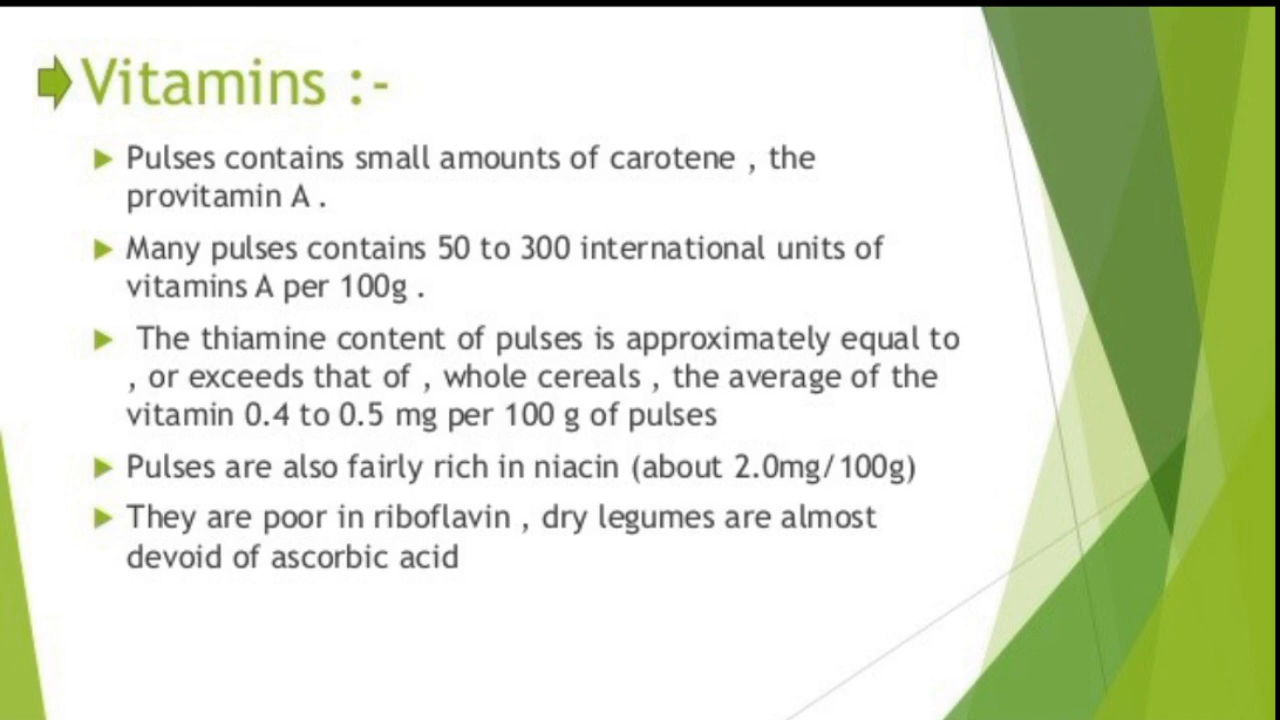 Vitamins :-
Pulses contains small amounts of carotene , the
provitamin A .
Many pulses contains 50 to 300 international units of
vitamins A per 100g .
The thiamine content of pulses is approximately equal to
, or exceeds that of , whole cereals , the average of the
vitamin 0.4 to 0.5 mg per 100 g of pulses
Pulses are also fairly rich in niacin (about 2.0mg/100g)
They are poor in riboflavin , dry legumes are almost
devoid of ascorbic acid